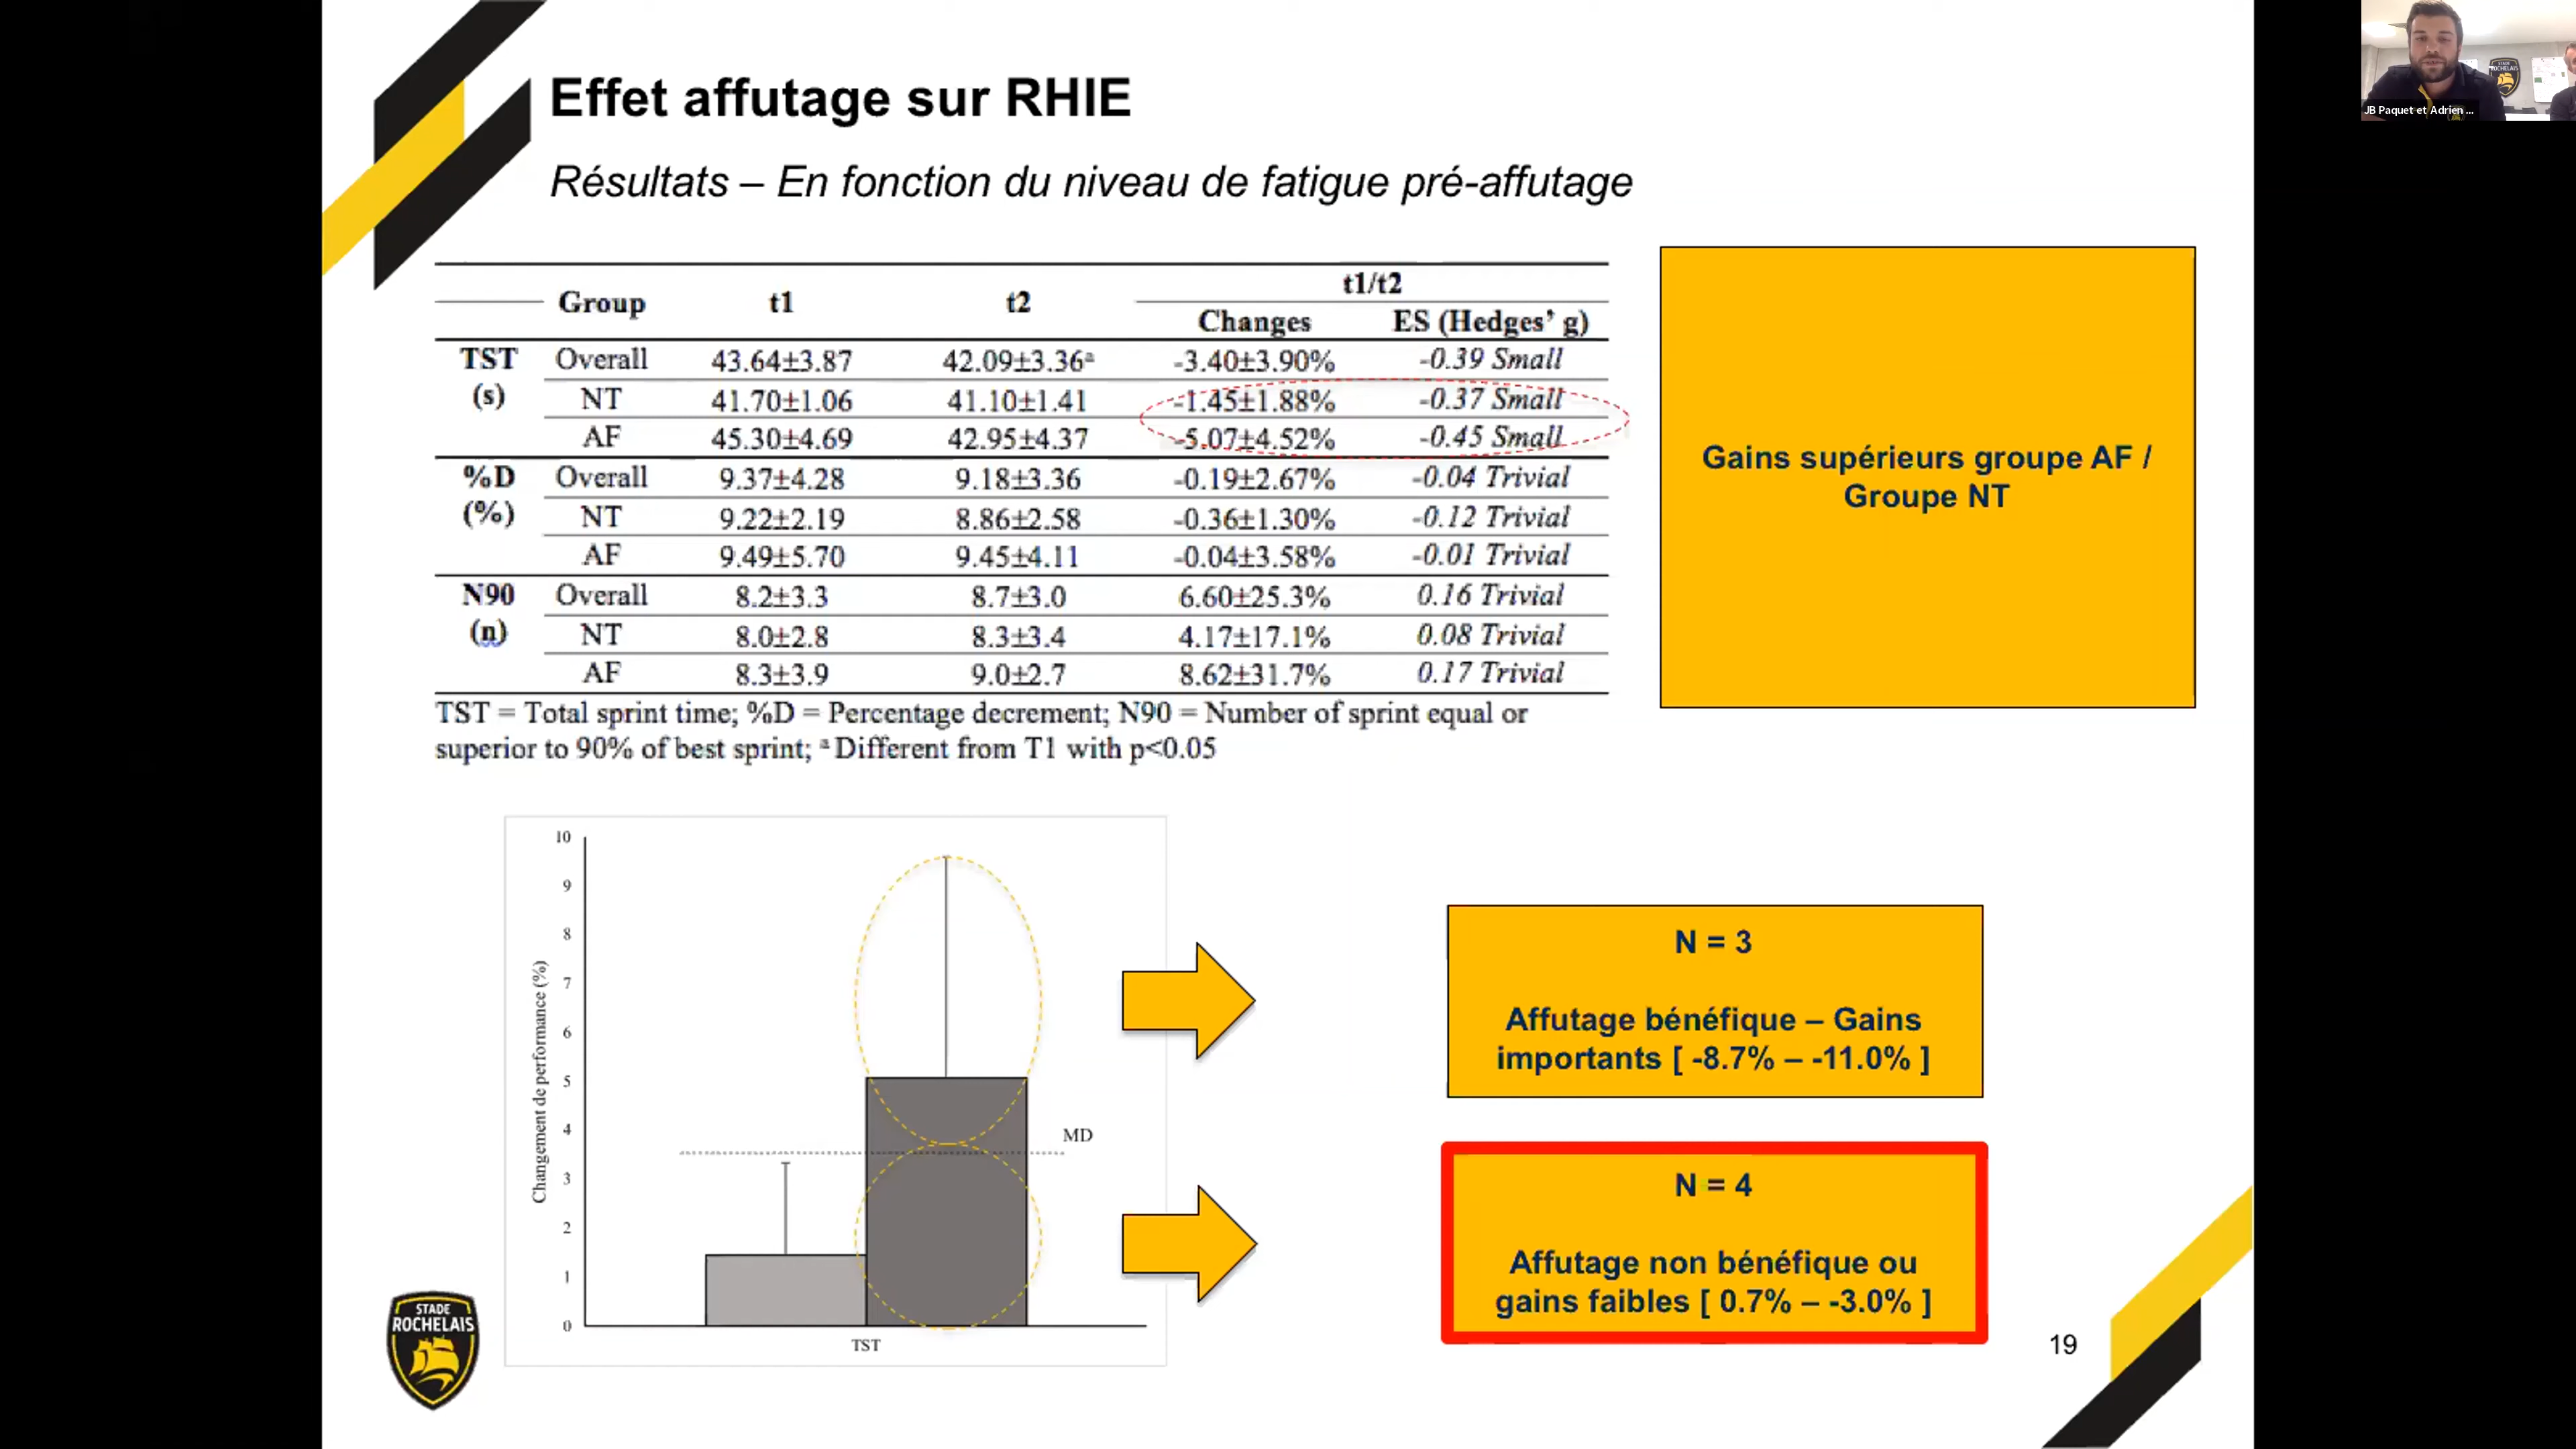 Effet affutage sur RHIE
Résultats – En fonction du niveau de fatigue pré-affutage
JB Paquet et Adrien ...
STADE ROCHELAIS
Group t1 t2 t1/t2
Changes ES (Hedges’ g)
TST (s) Overall 43.64±3.87 42.09±3.36ᵃ -3.40±3.90% -0.39 Small
NT 41.70±1.06 41.10±1.41 -1.45±1.88% -0.37 Small
AF 45.30±4.69 42.95±4.37 -5.07±4.52% -0.45 Small
%D (%) Overall 9.37±4.28 9.18±3.36 -0.19±2.67% -0.04 Trivial
NT 9.22±2.19 8.86±2.58 -0.36±1.30% -0.12 Trivial
AF 9.49±5.70 9.45±4.11 -0.04±3.58% -0.01 Trivial
N90 (n) Overall 8.2±3.3 8.7±3.0 6.60±25.3% 0.16 Trivial
NT 8.0±2.8 8.3±3.4 4.17±17.1% 0.08 Trivial
AF 8.3±3.9 9.0±2.7 8.62±31.7% 0.17 Trivial
TST = Total sprint time; %D = Percentage decrement; N90 = Number of sprint equal or
superior to 90% of best sprint; ᵃ Different from T1 with p<0.05
Gains supérieurs groupe AF /
Groupe NT
Changement de performance (%)
10
9
8
7
6
5
4
3
2
1
0
MD
TST
N = 3
Affutage bénéfique – Gains
importants [ -8.7% – -11.0% ]
N = 4
Affutage non bénéfique ou
gains faibles [ 0.7% – -3.0% ]
STADE
ROCHELAIS
19